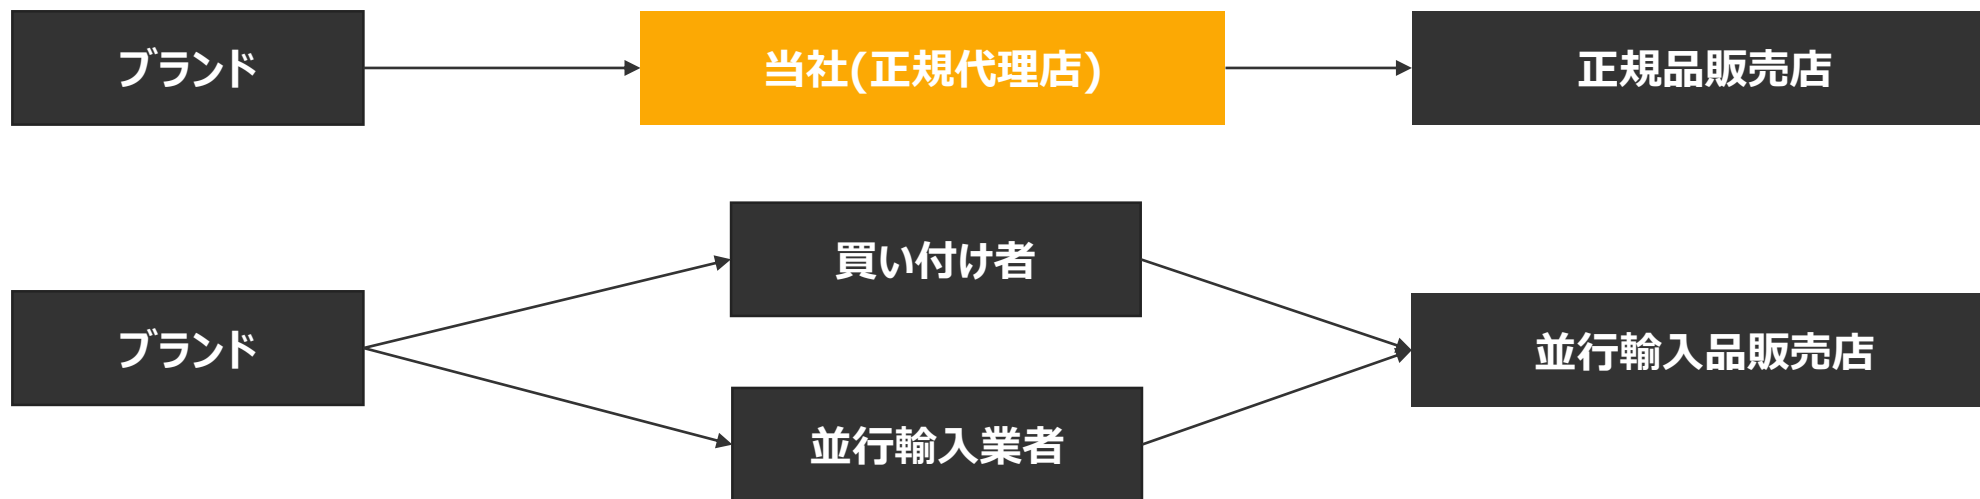 ブランド
当社(正規代理店)
正規品販売店
買い付け者
ブランド
並行輸入品販売店
並行輸入業者